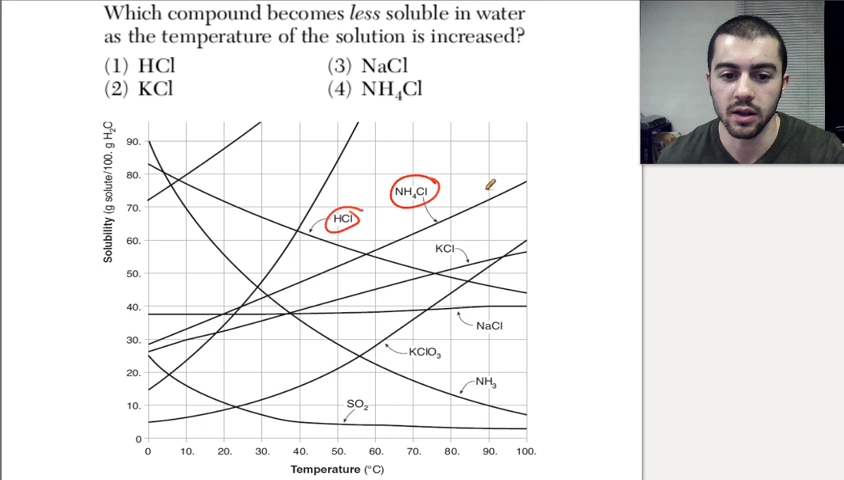 Which compound becomes less soluble in water
as the temperature of the solution is increased?
(1) HCl (3) NaCl
(2) KCl (4) NH₄Cl
Solubility (g solute/100. g H₂O
90.
80.
70.
60.
50.
40.
30.
20.
10.
0
NH₄Cl
HCl
KCl
NaCl
KClO₃
NH₃
SO₂
0 10. 20. 30. 40. 50. 60. 70. 80. 90. 100.
Temperature (°C)